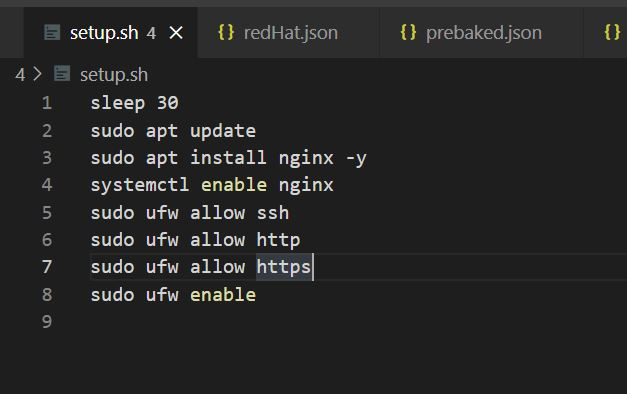 setup.sh 4 × {} redHat.json {} prebaked.json {}
4 > setup.sh
1 sleep 30
2 sudo apt update
3 sudo apt install nginx -y
4 systemctl enable nginx
5 sudo ufw allow ssh
6 sudo ufw allow http
7 sudo ufw allow https
8 sudo ufw enable
9